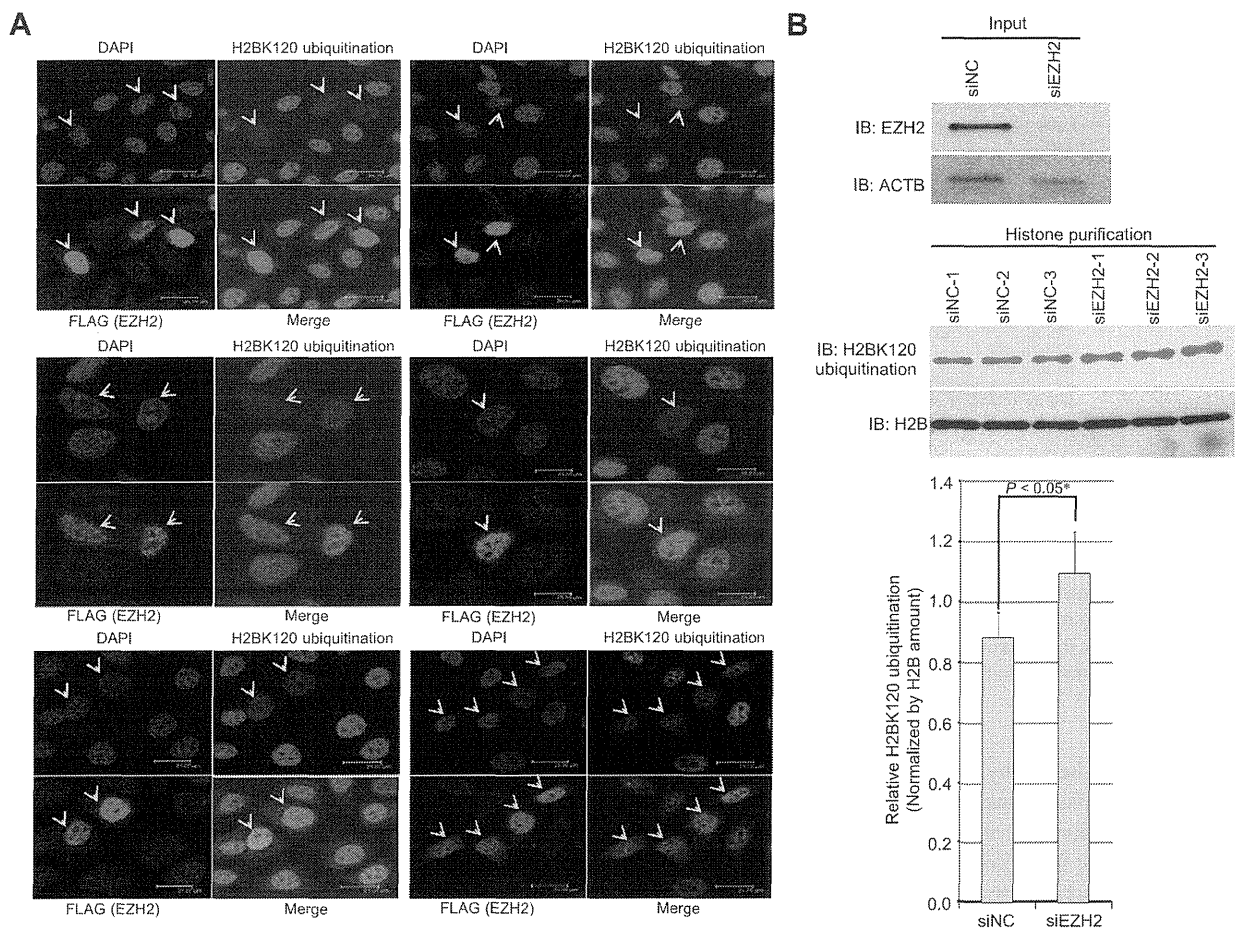 A
DAPI
H2BK120 ubiquitination
DAPI
H2BK120 ubiquitination
FLAG (EZH2)
Merge
FLAG (EZH2)
Merge
DAPI
H2BK120 ubiquitination
DAPI
H2BK120 ubiquitination
FLAG (EZH2)
Merge
FLAG (EZH2)
Merge
DAPI
H2BK120 ubiquitination
DAPI
H2BK120 ubiquitination
FLAG (EZH2)
Merge
FLAG (EZH2)
Merge
B
Input
siNC
siEZH2
IB: EZH2
IB: ACTB
Histone purification
siNC-1
siNC-2
siNC-3
siEZH2-1
siEZH2-2
siEZH2-3
IB: H2BK120
ubiquitination
IB: H2B
P < 0.05*
Relative H2BK120 ubiquitination
(Normalized by H2B amount)
1.4
1.2
1.0
0.8
0.6
0.4
0.2
0.0
siNC
siEZH2